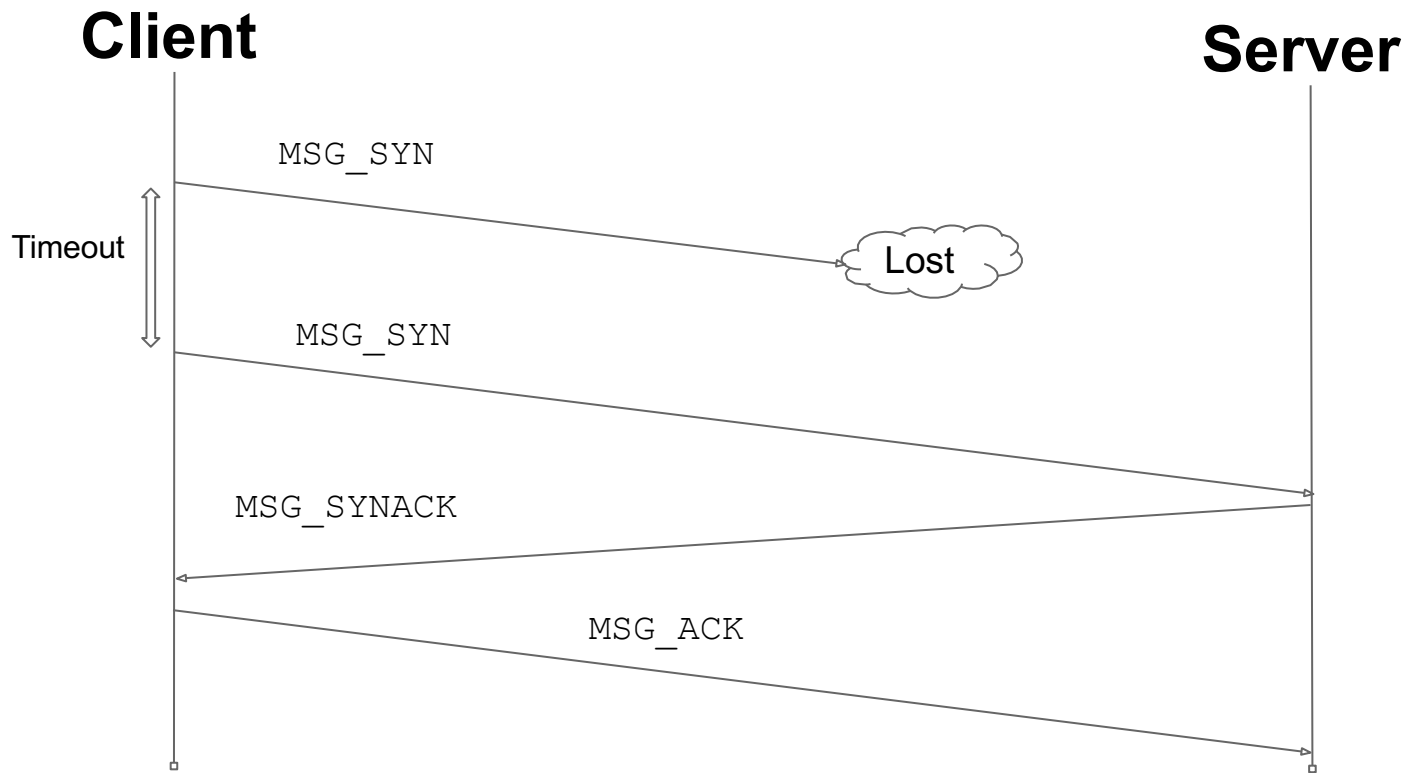 Client
Server
MSG_SYN
Timeout
Lost
MSG_SYN
MSG_SYNACK
MSG_ACK